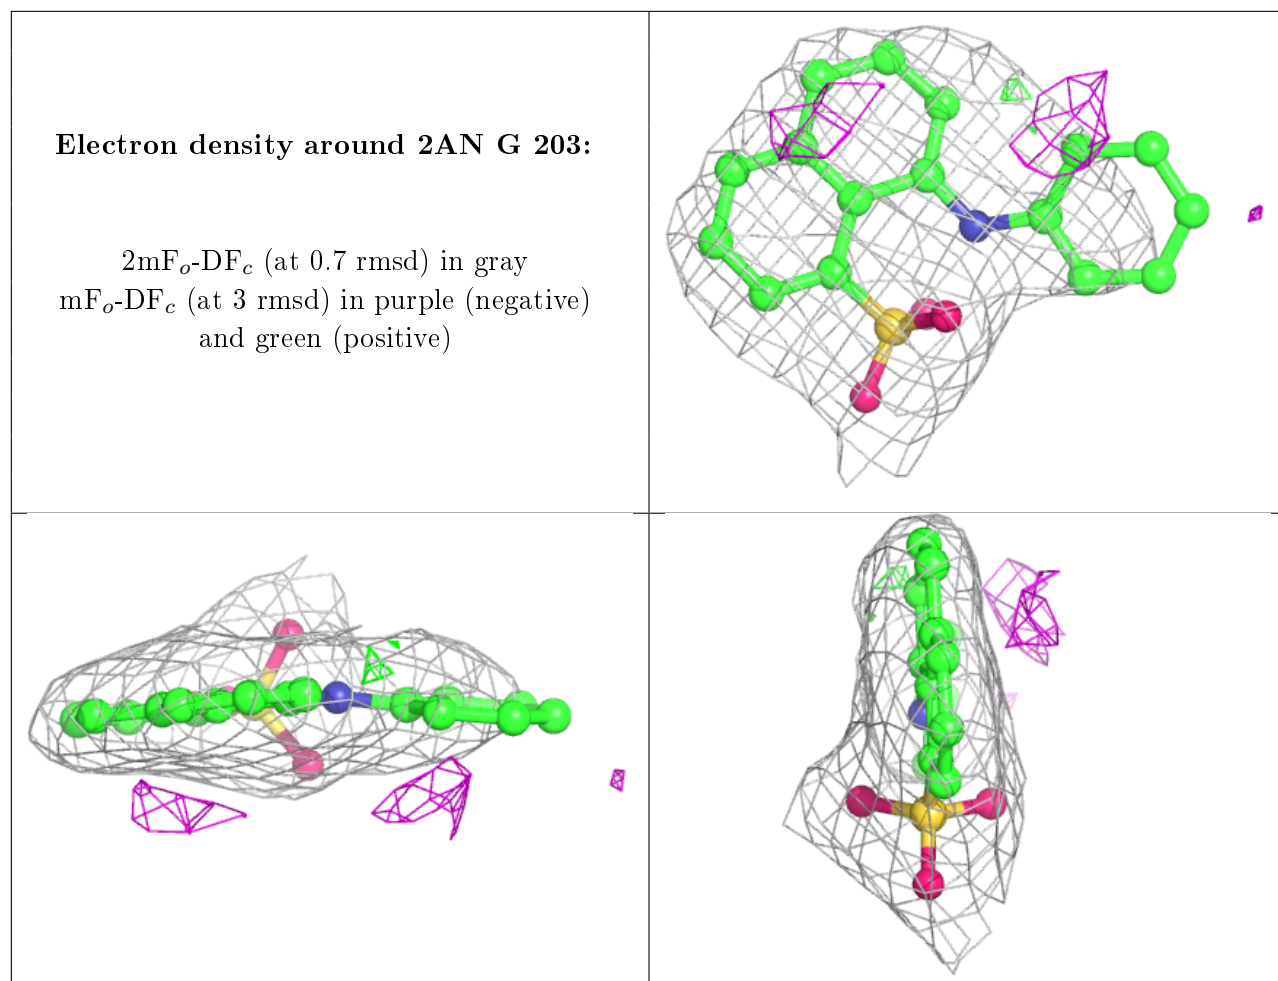 Electron density around 2AN G 203:
2mFo-DFc (at 0.7 rmsd) in gray
mFo-DFc (at 3 rmsd) in purple (negative)
and green (positive)